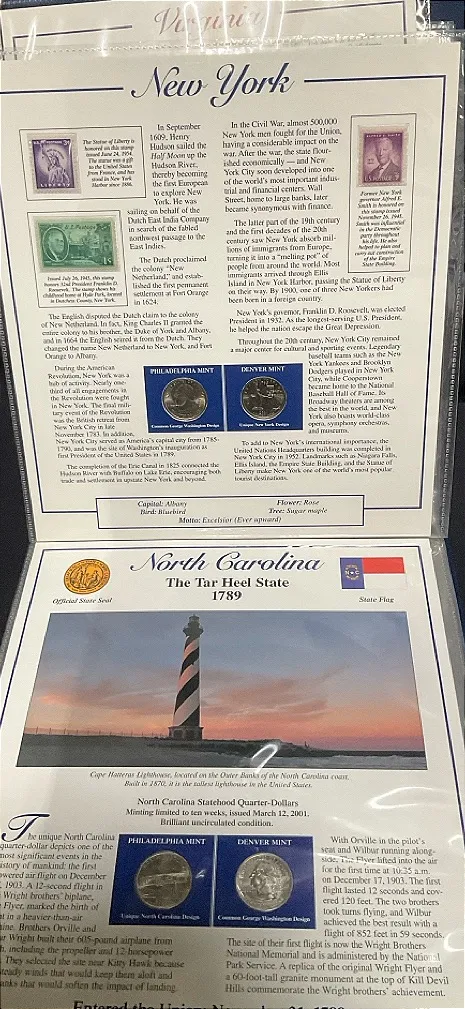 Virginia
New York
The Statue of Liberty is
honored on this stamp
issued June 24, 1954.
The statue was a gift
to the United States
from France, and has
stood in New York
Harbor since 1886.
U.S. POSTAGE
3¢
LIBERTY
U.S. Postage
1¢
Issued July 26, 1945, this stamp
honors 32nd President Franklin D.
Roosevelt. The stamp shows his
childhood home at Hyde Park, located
in Dutchess County, New York.
In September
1609, Henry
Hudson sailed the
Half Moon up the
Hudson River,
thereby becoming
the first European
to explore New
York. He was
sailing on behalf of the
Dutch East India Company
in search of the fabled
northwest passage to the
East Indies.
The Dutch proclaimed
the colony "New
Netherland," and estab-
lished the first permanent
settlement at Fort Orange
in 1624.
The English disputed the Dutch claim to the colony
of New Netherland. In fact, King Charles II granted the
entire colony to his brother, the Duke of York and Albany,
and in 1664 the English seized it from the Dutch. They
changed the name New Netherland to New York, and Fort
Orange to Albany.
During the American
Revolution, New York was a
hub of activity. Nearly one-
third of all engagements in
the Revolution were fought
in New York. The final mili-
tary event of the Revolution
was the British retreat from
New York City in late
November 1783. In addition,
New York City served as America's capital city from 1785-
1790, and was the site of Washington's inauguration as
first President of the United States in 1789.
The completion of the Erie Canal in 1825 connected the
Hudson River with Buffalo on Lake Erie, encouraging both
trade and settlement in upstate New York and beyond.
In the Civil War, almost 500,000
New York men fought for the Union,
having a considerable impact on the
war. After the war, the state flour-
ished economically — and New
York City soon developed into one
of the world's most important indus-
trial and financial centers. Wall
Street, home to large banks, later
became synonymous with finance.
The latter part of the 19th century
and the first decades of the 20th
century saw New York absorb mil-
lions of immigrants from Europe,
turning it into a "melting pot" of
people from around the world. Most
immigrants arrived through Ellis
Island in New York Harbor, passing the Statue of Liberty
on their way. By 1900, one of three New Yorkers had
been born in a foreign country.
New York's governor, Franklin D. Roosevelt, was elected
President in 1932. As the longest-serving U.S. President,
he helped the nation escape the Great Depression.
Throughout the 20th century, New York City remained
a major center for cultural and sporting events. Legendary
baseball teams such as the
New York Yankees and Brooklyn
Dodgers played in New York
City, while Cooperstown
became home to the National
Baseball Hall of Fame. Its
Broadway theaters are among
the best in the world, and New
York also boasts world-class
opera, symphony orchestras,
and museums.
To add to New York's international importance, the
United Nations Headquarters building was completed in
New York City in 1952. Landmarks such as Niagara Falls,
Ellis Island, the Empire State Building, and the Statue of
Liberty make New York one of the world's most popular
tourist destinations.
Former New York
governor Alfred E.
Smith is honored on
this stamp issued
November 26, 1945.
Smith was influential
in the Democratic
party throughout
his life. He also
helped to plan and
carry out construction
of the Empire
State Building.
PHILADELPHIA MINT
Common George Washington Design
DENVER MINT
Unique New York Design
Capital: Albany
Flower: Rose
Bird: Bluebird
Tree: Sugar maple
Motto: Excelsior (Ever upward)
North Carolina
The Tar Heel State
1789
Official State Seal
N C
State Flag
Cape Hatteras Lighthouse, located on the Outer Banks of the North Carolina coast.
Built in 1870, it is the tallest lighthouse in the United States.
North Carolina Statehood Quarter-Dollars
Minting limited to ten weeks, issued March 12, 2001.
Brilliant uncirculated condition.
PHILADELPHIA MINT
Unique North Carolina Design
DENVER MINT
Common George Washington Design
The unique North Carolina
quarter-dollar depicts one of the
most significant events in the
history of mankind: the first
powered air flight on December
1903. A 12-second flight in
Wright brothers' biplane,
Flyer, marked the birth of
in a heavier-than-air
Brothers Orville and
Wright built their 605-pound airplane from
including the propeller and 12-horsepower
They selected the site near Kitty Hawk because
steady winds that would keep them aloft and
banks that would soften the impact of landing.
With Orville in the pilot's
seat and Wilbur running along-
side, The Flyer lifted into the air
for the first time at 10:35 a.m.
on December 17, 1903. The first
flight lasted 12 seconds and cov-
ered 120 feet. The two brothers
took turns flying, and Wilbur
achieved the best result with a
flight of 852 feet in 59 seconds.
The site of their first flight is now the Wright Brothers
National Memorial and is administered by the National
Park Service. A replica of the original Wright Flyer and
a 60-foot-tall granite monument at the top of Kill Devil
Hills commemorate the Wright brothers' achievement.
Entered the Union: November 21, 1789